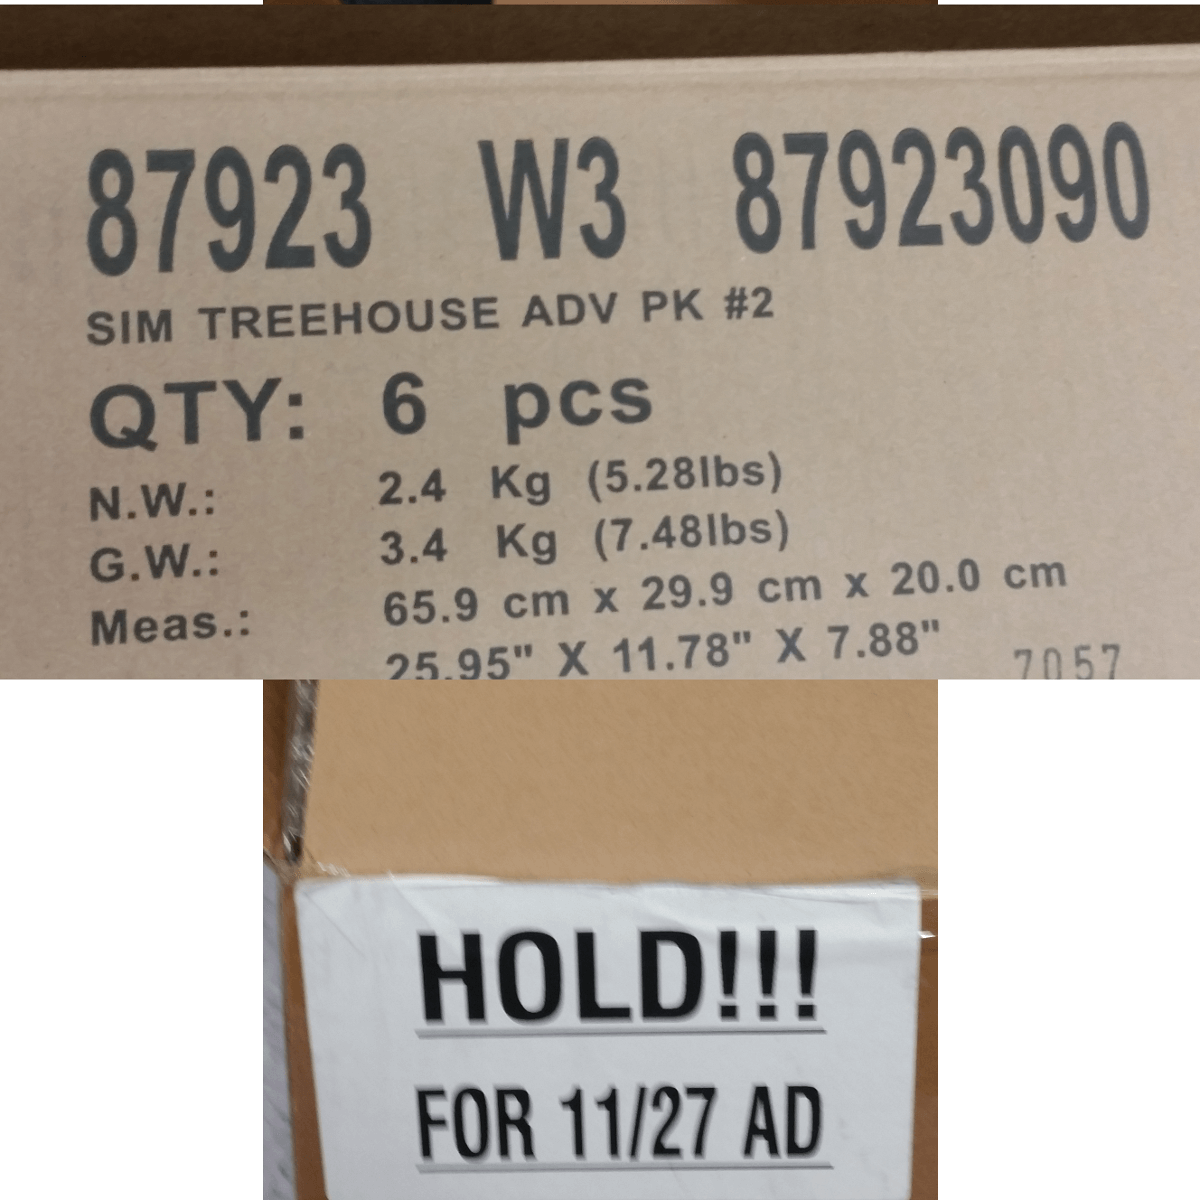 87923 W3 87923090
SIM TREEHOUSE ADV PK #2
QTY: 6 pcs
N.W.: 2.4 Kg (5.28lbs)
G.W.: 3.4 Kg (7.48lbs)
Meas.: 65.9 cm x 29.9 cm x 20.0 cm
25.95" X 11.78" X 7.88"
7057
HOLD!!!
FOR 11/27 AD